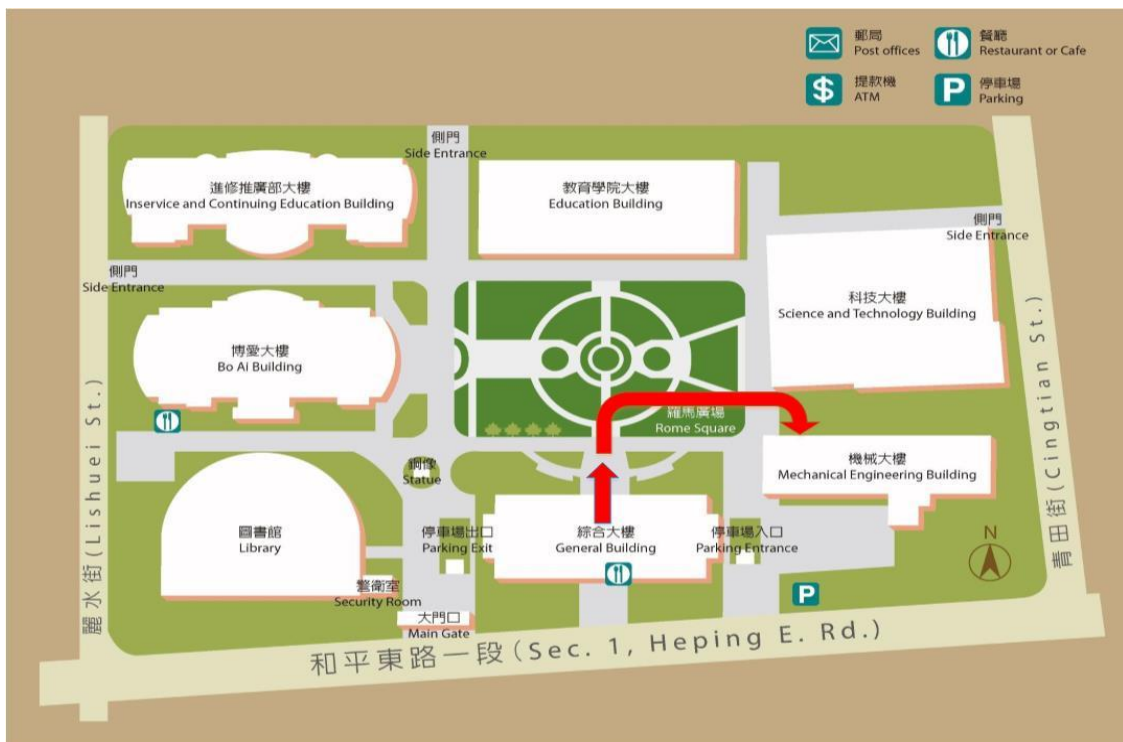 郵局
Post offices
餐廳
Restaurant or Cafe
$
提款機
ATM
P
停車場
Parking
側門
Side Entrance
進修推廣部大樓
Inservice and Continuing Education Building
教育學院大樓
Education Building
側門
Side Entrance
側門
Side Entrance
科技大樓
Science and Technology Building
博愛大樓
Bo Ai Building
羅馬廣場
Rome Square
機械大樓
Mechanical Engineering Building
銅像
Statue
圖書館
Library
停車場出口
Parking Exit
綜合大樓
General Building
停車場入口
Parking Entrance
N
警衛室
Security Room
P
大門口
Main Gate
麗水街(Lishuei St.)
青田街(Cingtian St.)
和平東路一段(Sec. 1, Heping E. Rd.)